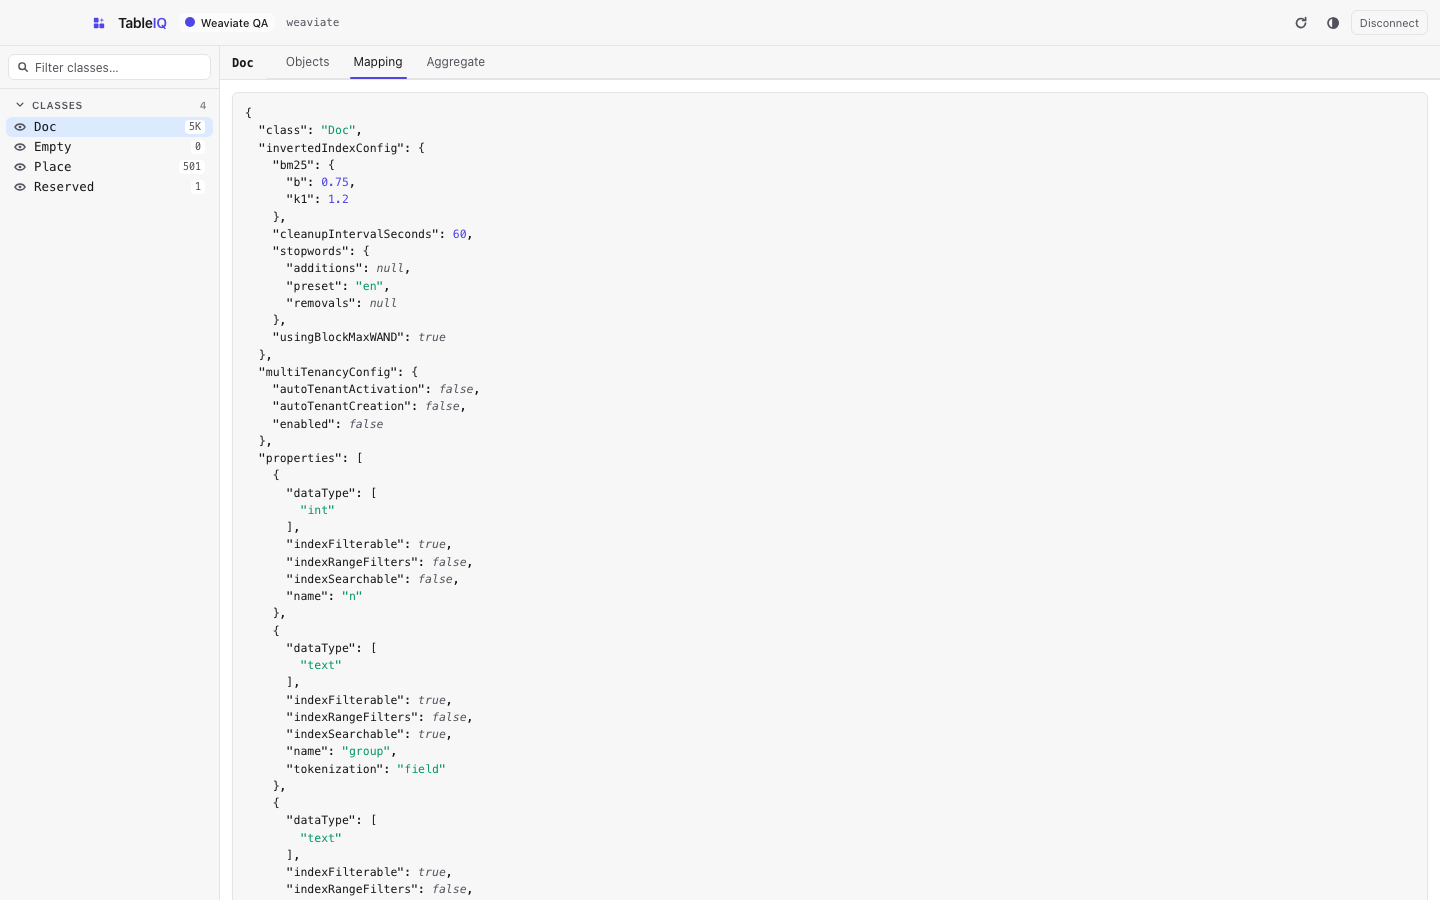 TableIQ
Weaviate QA
weaviate
Disconnect
Filter classes...
Doc
Objects
Mapping
Aggregate
CLASSES
4
Doc
5K
Empty
0
Place
501
Reserved
1
{
  "class": "Doc",
  "invertedIndexConfig": {
    "bm25": {
      "b": 0.75,
      "k1": 1.2
    },
    "cleanupIntervalSeconds": 60,
    "stopwords": {
      "additions": null,
      "preset": "en",
      "removals": null
    },
    "usingBlockMaxWAND": true
  },
  "multiTenancyConfig": {
    "autoTenantActivation": false,
    "autoTenantCreation": false,
    "enabled": false
  },
  "properties": [
    {
      "dataType": [
        "int"
      ],
      "indexFilterable": true,
      "indexRangeFilters": false,
      "indexSearchable": false,
      "name": "n"
    },
    {
      "dataType": [
        "text"
      ],
      "indexFilterable": true,
      "indexRangeFilters": false,
      "indexSearchable": true,
      "name": "group",
      "tokenization": "field"
    },
    {
      "dataType": [
        "text"
      ],
      "indexFilterable": true,
      "indexRangeFilters": false,